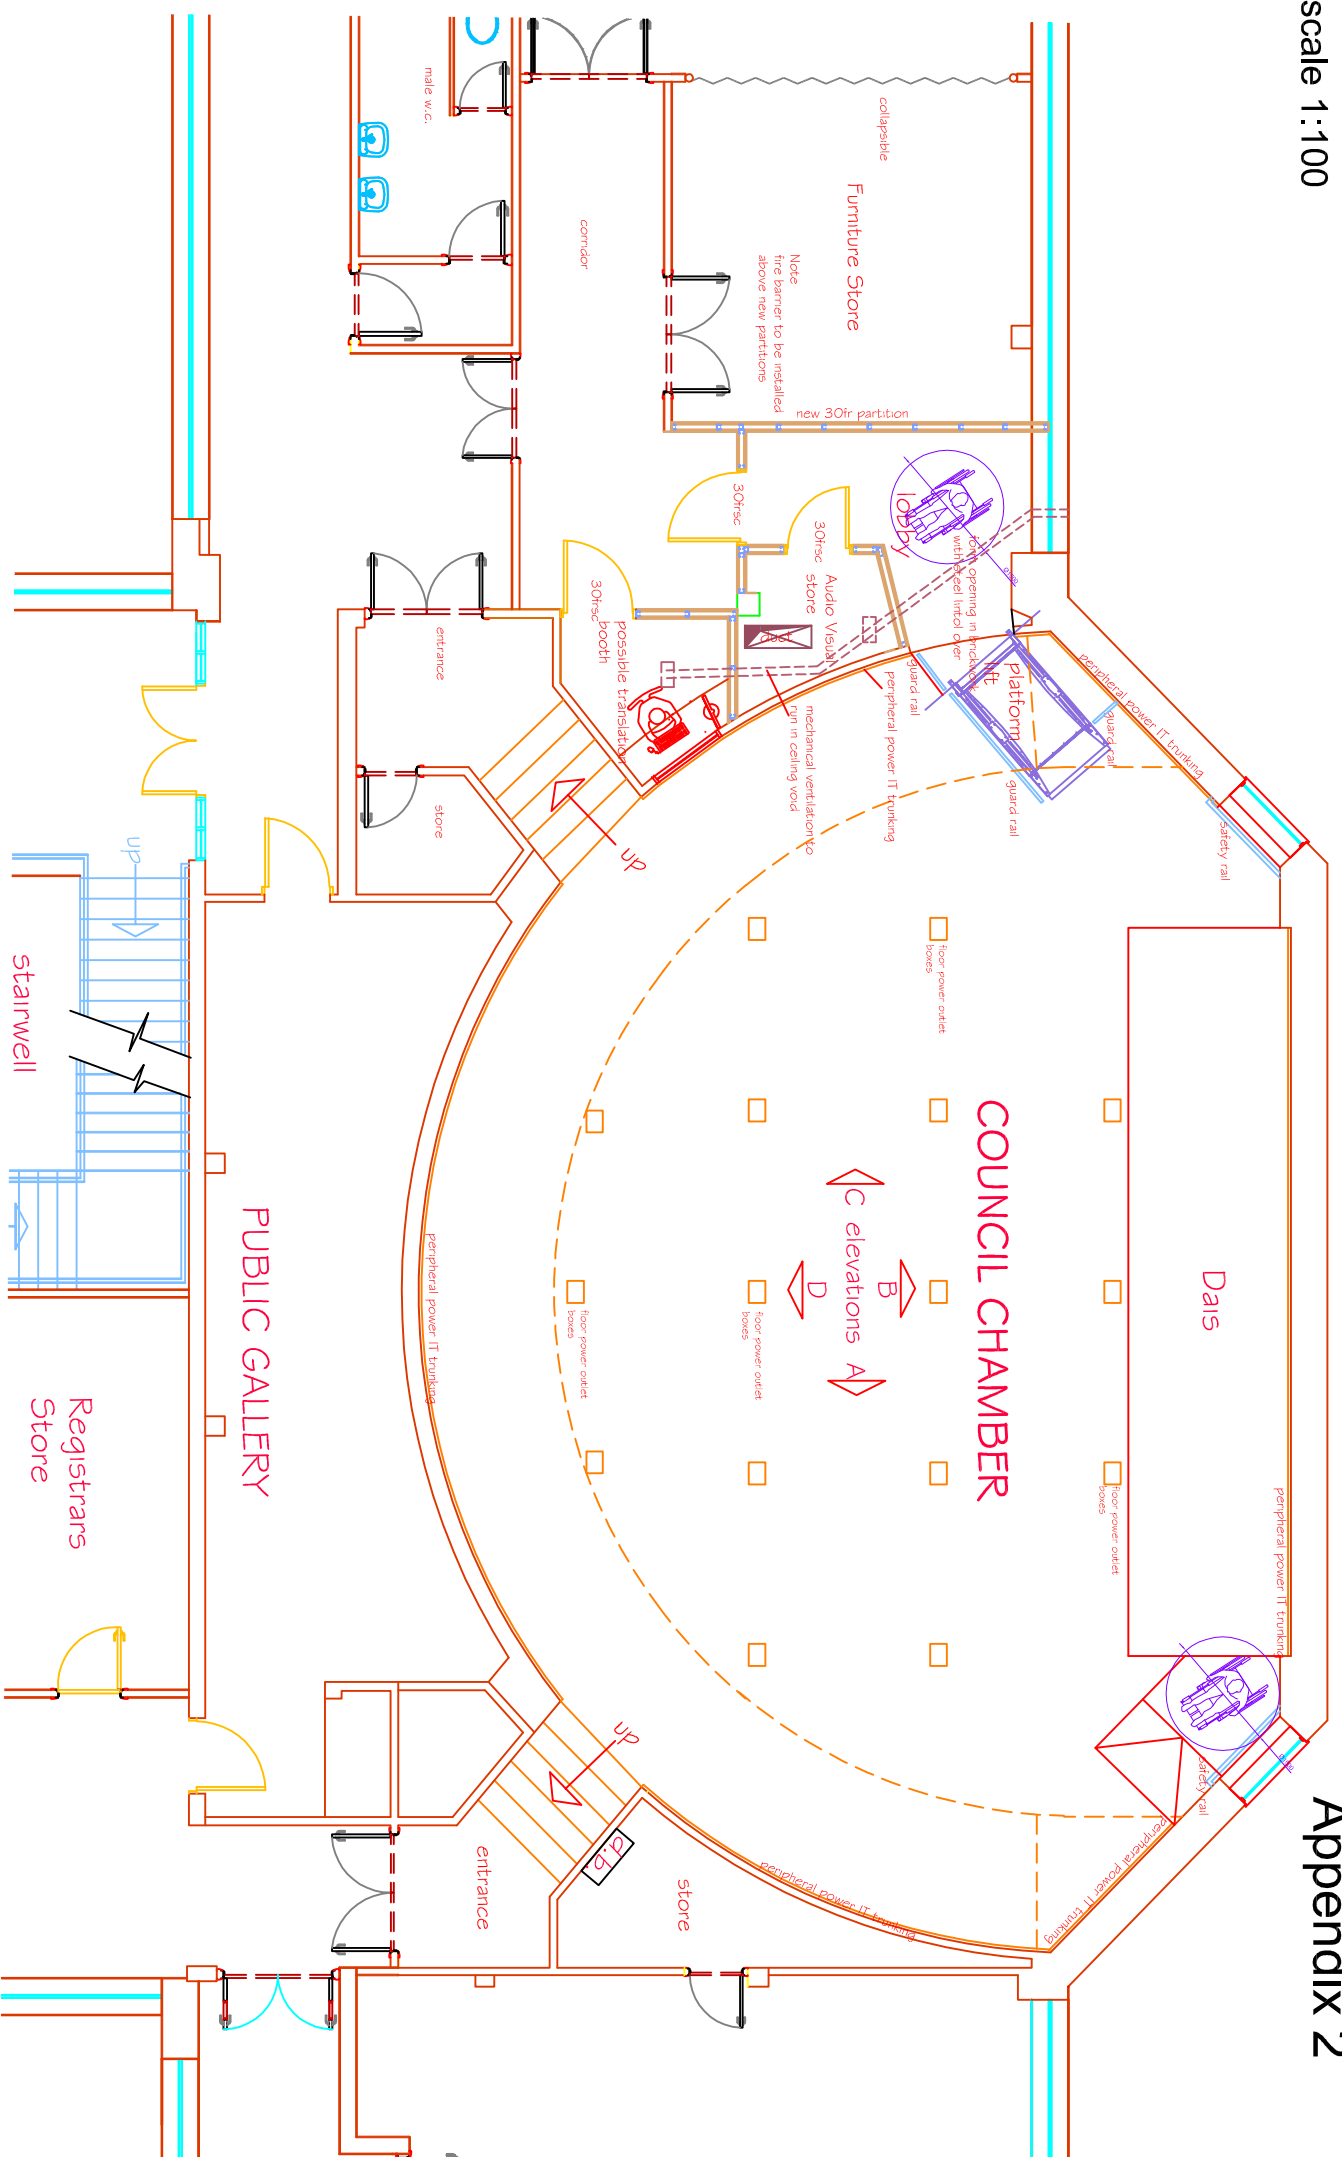 scale 1:100
Appendix 2
male w.c.
corridor
collapsible
Furniture Store
Note
fire barrier to be installed
above new partitions
new 30fr partition
30frsc
30frsc
30frsc
lobby
Audio Visual
store
form opening in brickwork
with steel lintol over
duct
possible translation
booth
entrance
store
up
mechanical ventilation to
run in ceiling void
peripheral power IT trunking
guard rail
Platform
lift
guard rail
guard rail
peripheral power IT trunking
safety rail
up
stairwell
floor power outlet
boxes
COUNCIL CHAMBER
C elevations A
B
D
Dais
PUBLIC GALLERY
peripheral power IT trunking
floor power outlet
boxes
floor power outlet
boxes
floor power outlet
boxes
peripheral power IT trunking
Registrars
Store
up
entrance
d.b.
store
peripheral power IT trunking
peripheral power IT trunking
safety rail